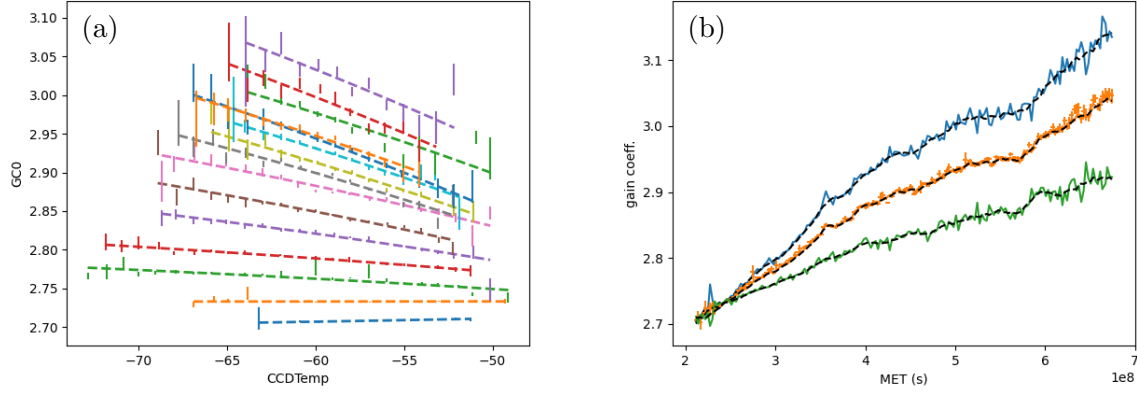 (a)
3.10
3.05
3.00
2.95
2.90
2.85
2.80
2.75
2.70
GC0
−70 −65 −60 −55 −50
CCDTemp
(b)
3.1
3.0
2.9
2.8
2.7
gain coeff.
2 3 4 5 6 7
1e8
MET (s)